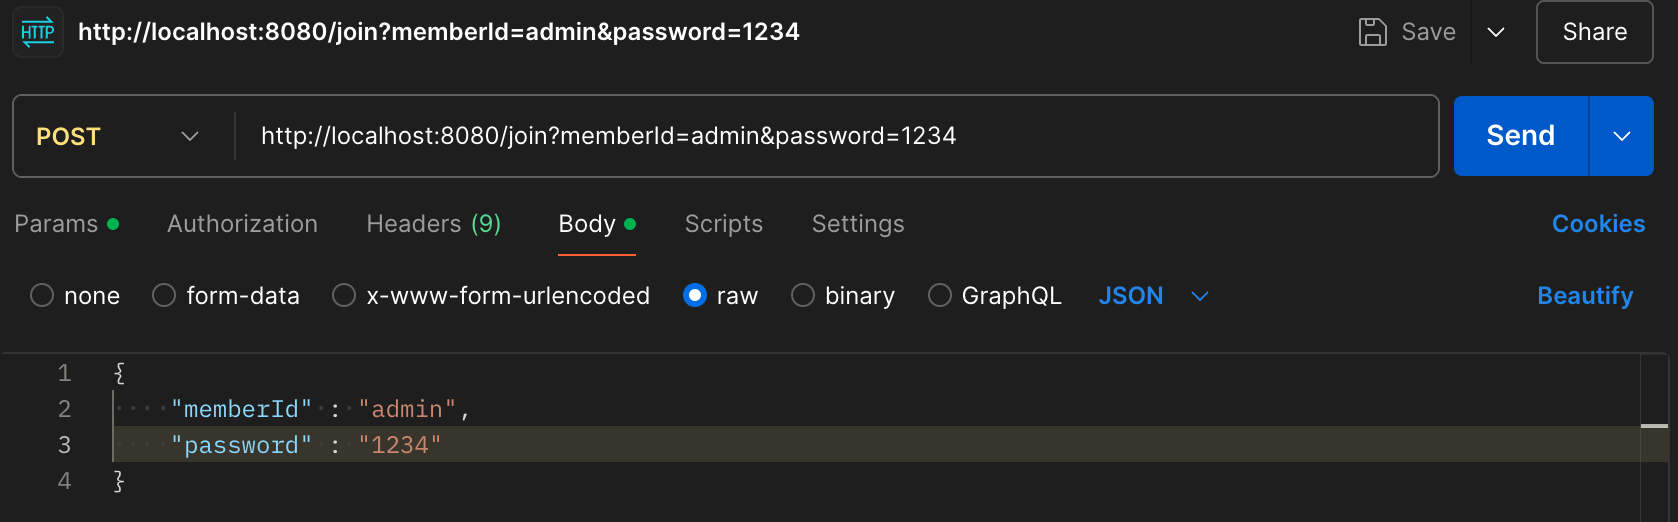 HTTP http://localhost:8080/join?memberId=admin&password=1234 Save Share
POST http://localhost:8080/join?memberId=admin&password=1234 Send
Params Authorization Headers (9) Body Scripts Settings Cookies
none form-data x-www-form-urlencoded raw binary GraphQL JSON Beautify
1 {
2 "memberId" : "admin",
3 "password" : "1234"
4 }